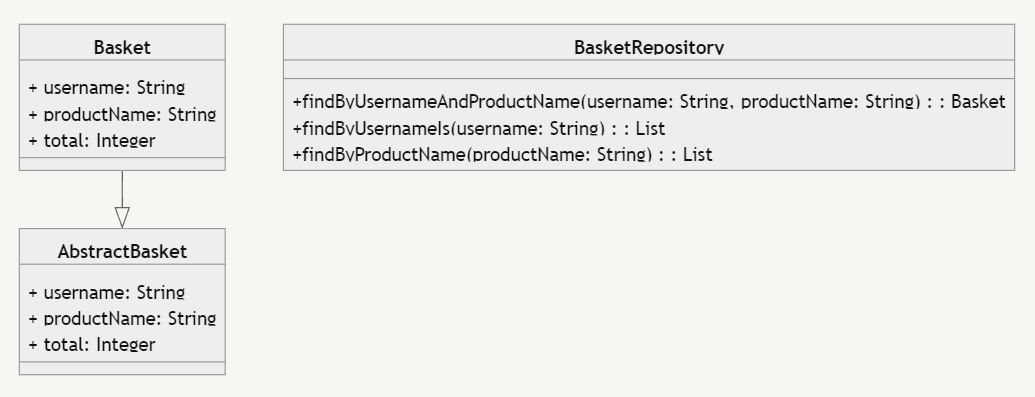 Basket
+ username: String
+ productName: String
+ total: Integer
BasketRepository
+findByUsernameAndProductName(username: String, productName: String) : : Basket
+findByUsernameIs(username: String) : : List
+findByProductName(productName: String) : : List
AbstractBasket
+ username: String
+ productName: String
+ total: Integer